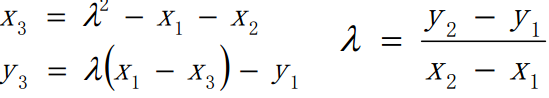 x₃ = λ² − x₁ − x₂
y₃ = λ(x₁ − x₃) − y₁
λ = (y₂ − y₁) / (x₂ − x₁)